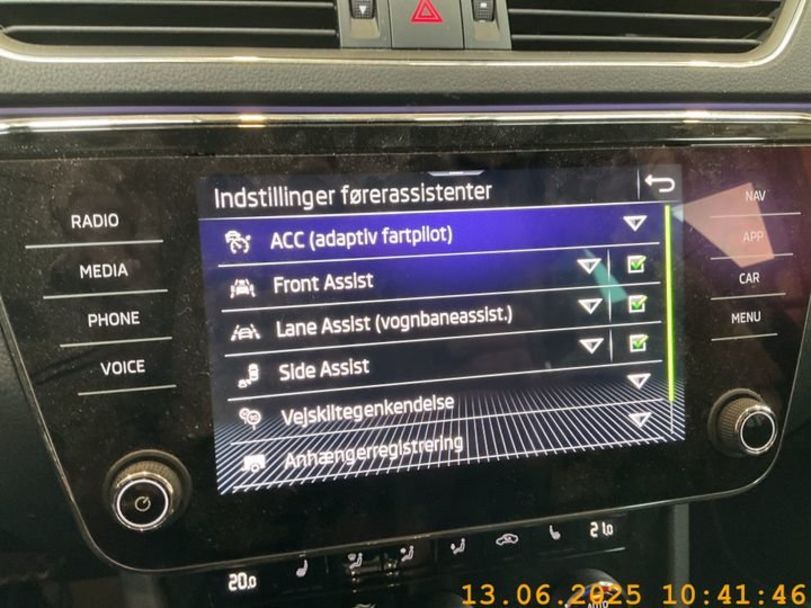 Indstillinger førerassistenter
ACC (adaptiv fartpilot)
Front Assist
Lane Assist (vognbaneassist.)
Side Assist
Vejskiltegenkendelse
Anhængerregistrering
RADIO
MEDIA
PHONE
VOICE
NAV
APP
CAR
MENU
20.0
21.0
AUTO
13.06.2025 10:41:46